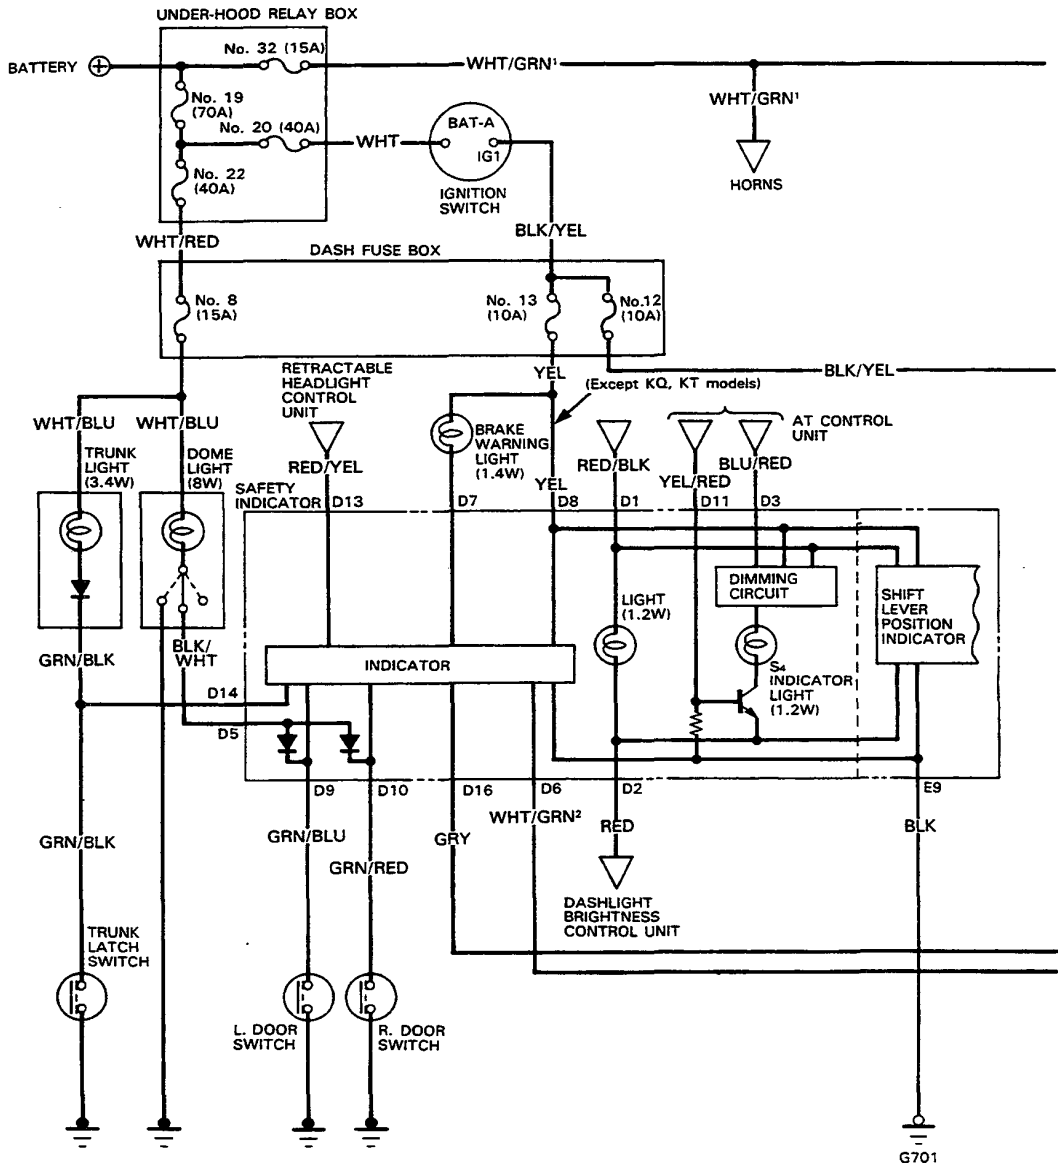 UNDER-HOOD RELAY BOX
No. 32 (15A)
BATTERY
WHT/GRN¹
No. 19
(70A)
WHT/GRN¹
No. 20 (40A)
WHT
BAT-A
IG1
No. 22
(40A)
HORNS
IGNITION
SWITCH
WHT/RED
BLK/YEL
DASH FUSE BOX
No. 8
(15A)
No. 13
(10A)
No.12
(10A)
RETRACTABLE
HEADLIGHT
CONTROL
UNIT
YEL
BLK/YEL
(Except KQ, KT models)
WHT/BLU
WHT/BLU
BRAKE
WARNING
LIGHT
(1.4W)
AT CONTROL
UNIT
TRUNK
LIGHT
(3.4W)
DOME
LIGHT
(8W)
RED/YEL
RED/BLK
BLU/RED
YEL/RED
YEL
SAFETY
INDICATOR
D13
D7
D8
D1
D11
D3
DIMMING
CIRCUIT
SHIFT
LEVER
POSITION
INDICATOR
LIGHT
(1.2W)
BLK/
WHT
GRN/BLK
INDICATOR
S4
INDICATOR
LIGHT
(1.2W)
D14
D5
D9
D10
D16
D6
D2
E9
WHT/GRN²
GRN/BLU
GRY
RED
BLK
GRN/BLK
GRN/RED
DASHLIGHT
BRIGHTNESS
CONTROL UNIT
TRUNK
LATCH
SWITCH
L. DOOR
SWITCH
R. DOOR
SWITCH
G701